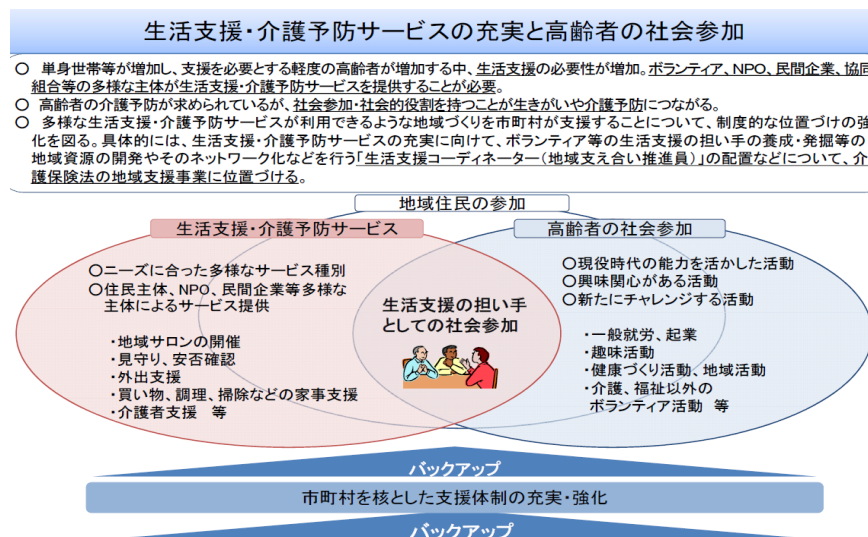 生活支援・介護予防サービスの充実と高齢者の社会参加
○ 単身世帯等が増加し、支援を必要とする軽度の高齢者が増加する中、生活支援の必要性が増加。ボランティア、NPO、民間企業、協同
組合等の多様な主体が生活支援・介護予防サービスを提供することが必要。
○ 高齢者の介護予防が求められているが、社会参加・社会的役割を持つことが生きがいや介護予防につながる。
○ 多様な生活支援・介護予防サービスが利用できるような地域づくりを市町村が支援することについて、制度的な位置づけの強
化を図る。具体的には、生活支援・介護予防サービスの充実に向けて、ボランティア等の生活支援の担い手の養成・発掘等の
地域資源の開発やそのネットワーク化などを行う「生活支援コーディネーター（地域支え合い推進員）」の配置などについて、介
護保険法の地域支援事業に位置づける。
地域住民の参加
生活支援・介護予防サービス
○ニーズに合った多様なサービス種別
○住民主体、NPO、民間企業等多様な
主体によるサービス提供
・地域サロンの開催
・見守り、安否確認
・外出支援
・買い物、調理、掃除などの家事支援
・介護者支援 等
生活支援の担い手
としての社会参加
高齢者の社会参加
○現役時代の能力を活かした活動
○興味関心がある活動
○新たにチャレンジする活動
・一般就労、起業
・趣味活動
・健康づくり活動、地域活動
・介護、福祉以外の
ボランティア活動 等
バックアップ
市町村を核とした支援体制の充実・強化
バックアップ